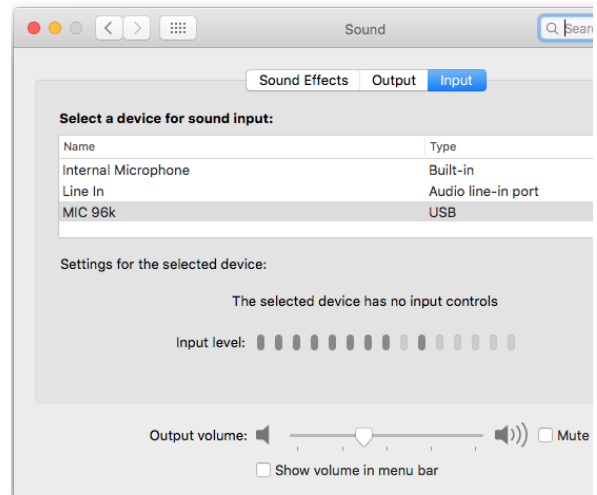 Sound
Sear
Sound Effects Output Input
Select a device for sound input:
Name Type
Internal Microphone Built-in
Line In Audio line-in port
MIC 96k USB
Settings for the selected device:
The selected device has no input controls
Input level:
Output volume: Mute
Show volume in menu bar